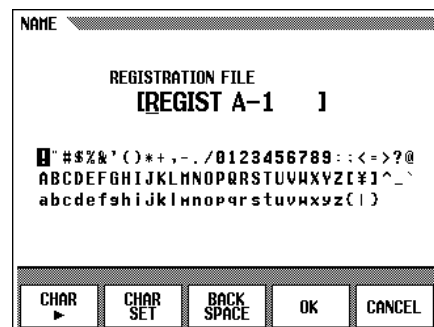 NAME
REGISTRATION FILE
[REGIST A-1 ]
!"#$%&'()*+,-./0123456789:;<=>?@
ABCDEFGHIJKLMNOPQRSTUVWXYZ[¥]^_`
abcdefghijklmnopqrstuvwxyz{|}
CHAR ► CHAR SET BACK SPACE OK CANCEL